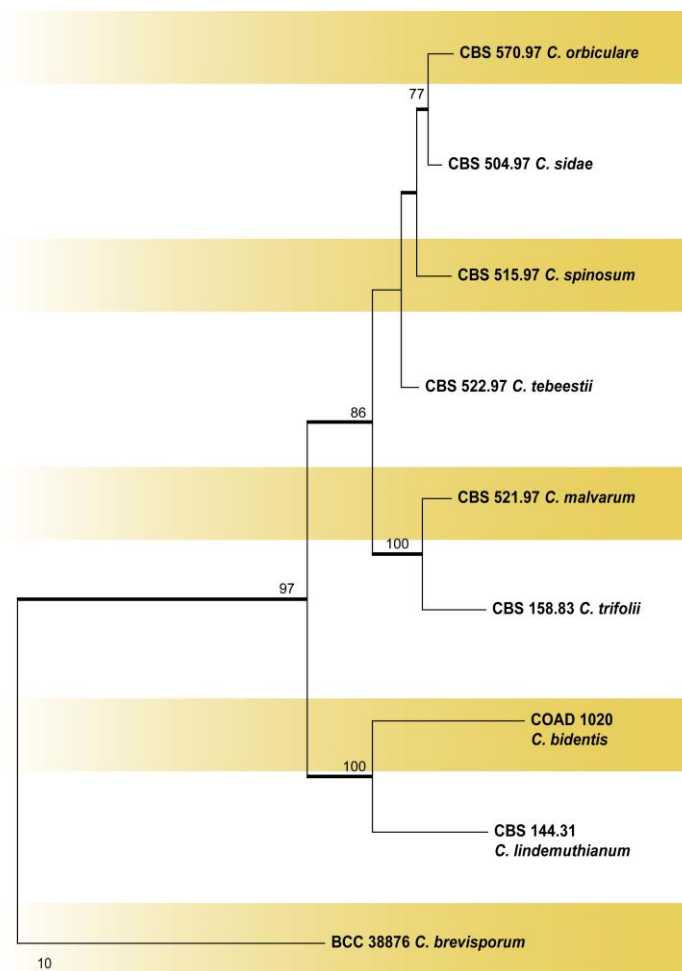 CBS 570.97 C. orbiculare
77
CBS 504.97 C. sidae
CBS 515.97 C. spinosum
CBS 522.97 C. tebeestii
86
CBS 521.97 C. malvarum
100
97
CBS 158.83 C. trifolii
COAD 1020
C. bidentis
100
CBS 144.31
C. lindemuthianum
BCC 38876 C. brevisporum
10